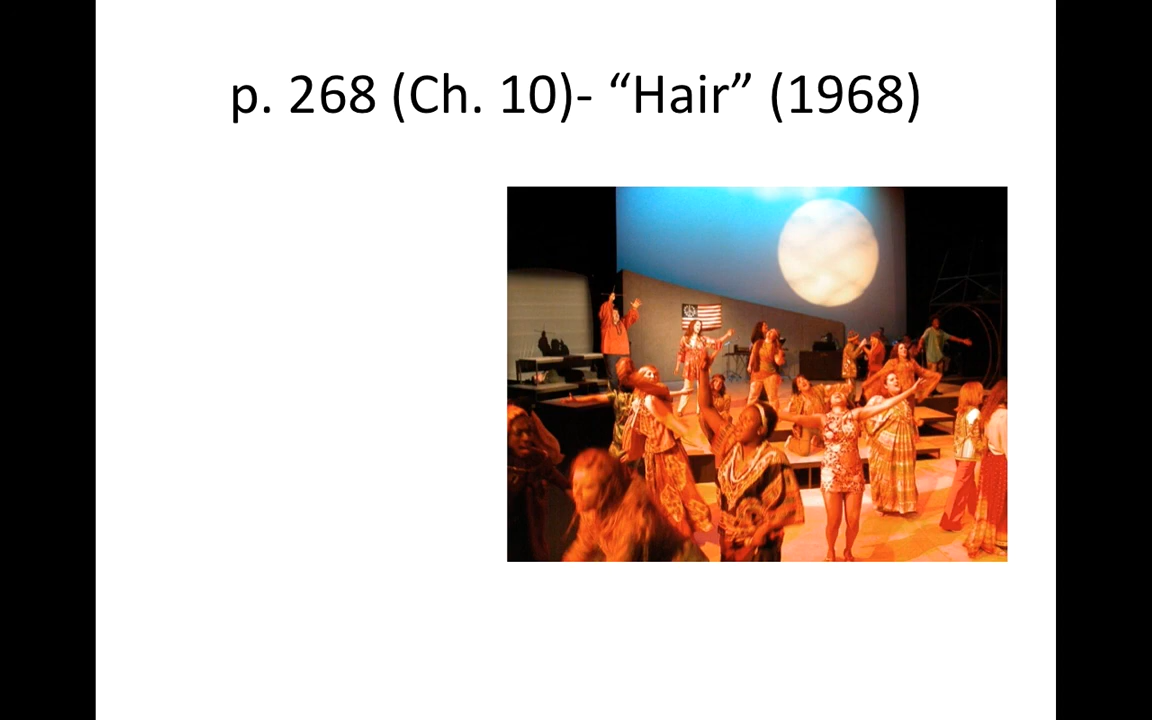 p. 268 (Ch. 10)- “Hair” (1968)